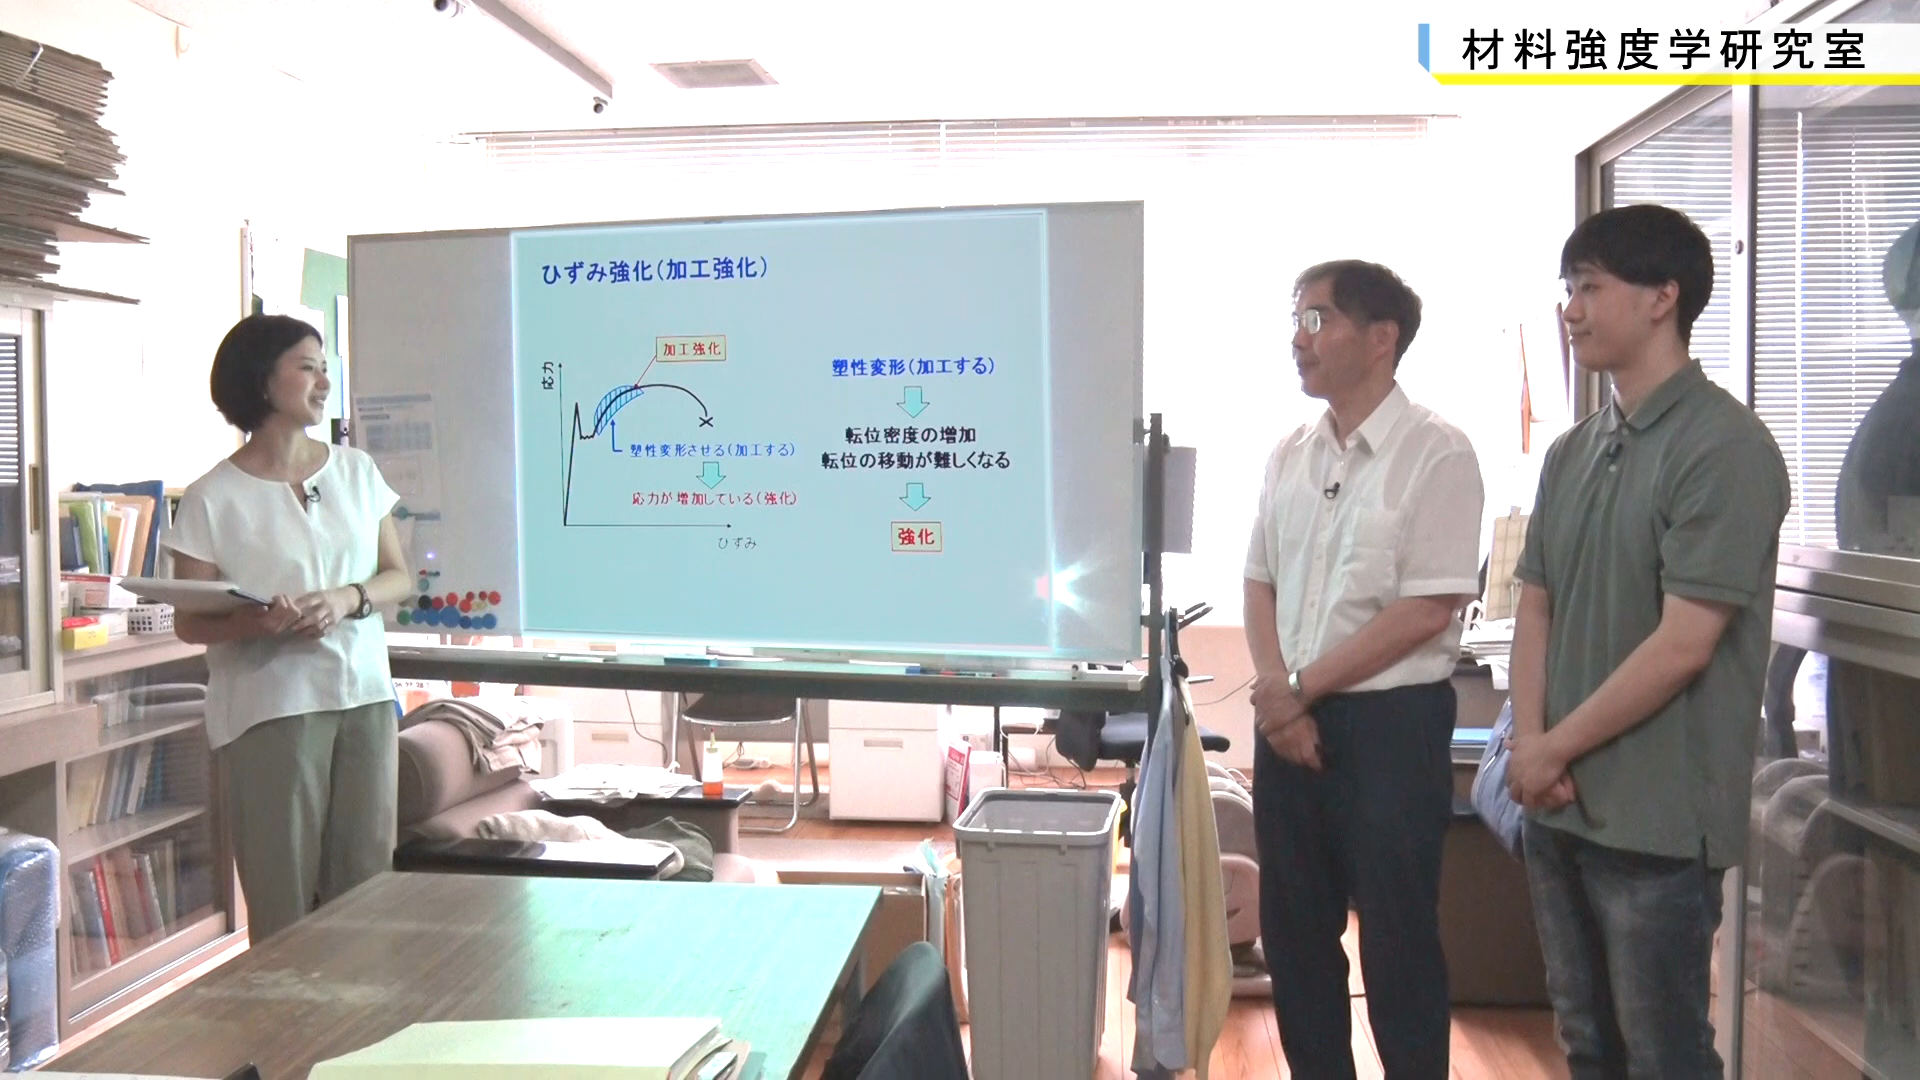 材料強度学研究室
ひずみ強化(加工強化)
加工強化
応力
塑性変形させる(加工する)
応力が増加している(強化)
ひずみ
塑性変形(加工する)
転位密度の増加
転位の移動が難しくなる
強化